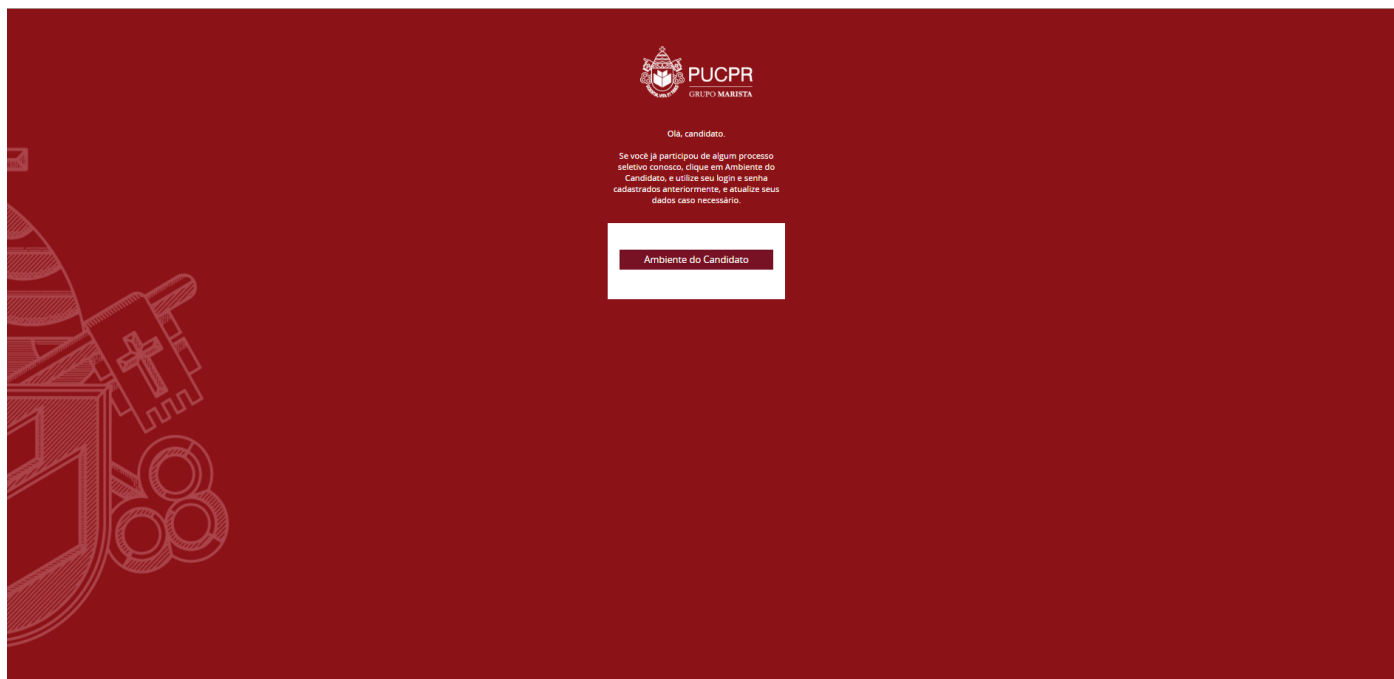 PUCPR
GRUPO MARISTA
Olá, candidato.
Se você já participou de algum processo
seletivo conosco, clique em Ambiente do
Candidato, e utilize seu login e senha
cadastrados anteriormente, e atualize seus
dados caso necessário.
Ambiente do Candidato